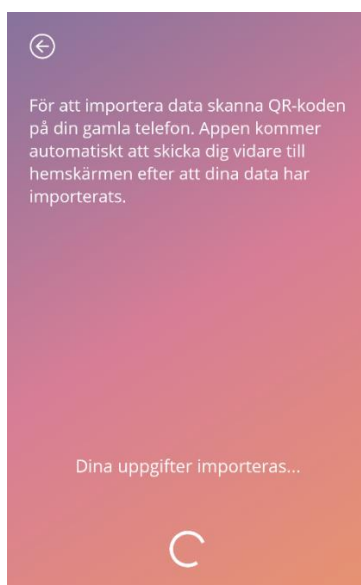 För att importera data skanna QR-koden
på din gamla telefon. Appen kommer
automatiskt att skicka dig vidare till
hemskärmen efter att dina data har
importerats.
Dina uppgifter importeras...